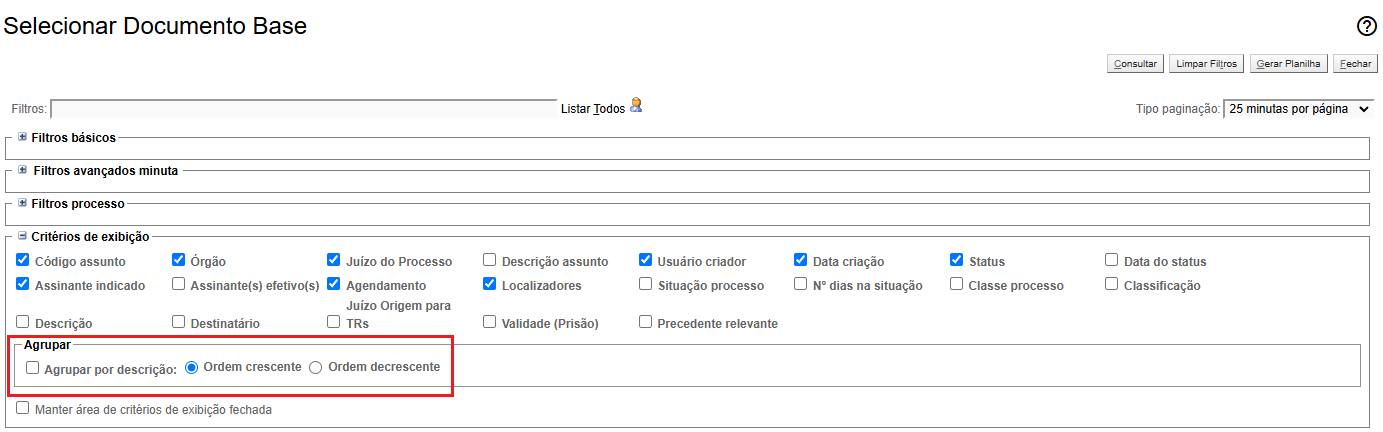 Selecionar Documento Base
Consultar Limpar Filtros Gerar Planilha Fechar
Filtros: Listar Todos Tipo paginação: 25 minutas por página
Filtros básicos
Filtros avançados minuta
Filtros processo
Critérios de exibição
Código assunto Órgão Juízo do Processo Descrição assunto Usuário criador Data criação Status Data do status
Assinante indicado Assinante(s) efetivo(s) Agendamento Localizadores Situação processo Nº dias na situação Classe processo Classificação
Juízo Origem para
Descrição Destinatário TRs Validade (Prisão) Precedente relevante
Agrupar
Agrupar por descrição: Ordem crescente Ordem decrescente
Manter área de critérios de exibição fechada